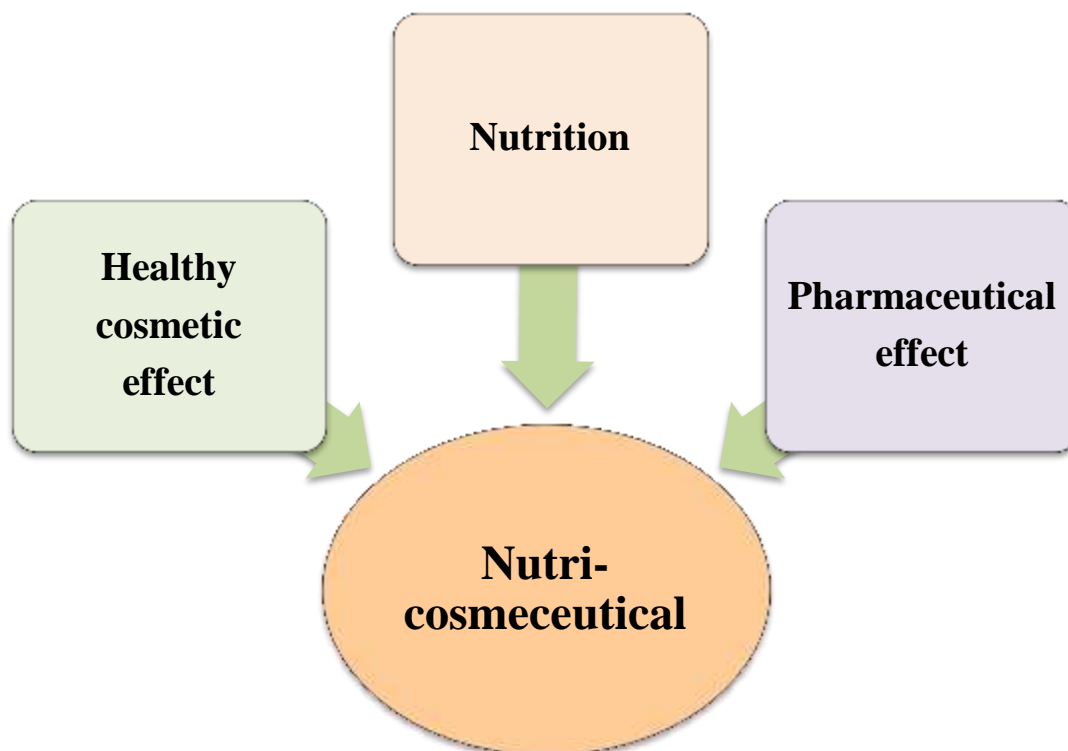 Nutrition
Healthy
cosmetic
effect
Pharmaceutical
effect
Nutri-
cosmeceutical